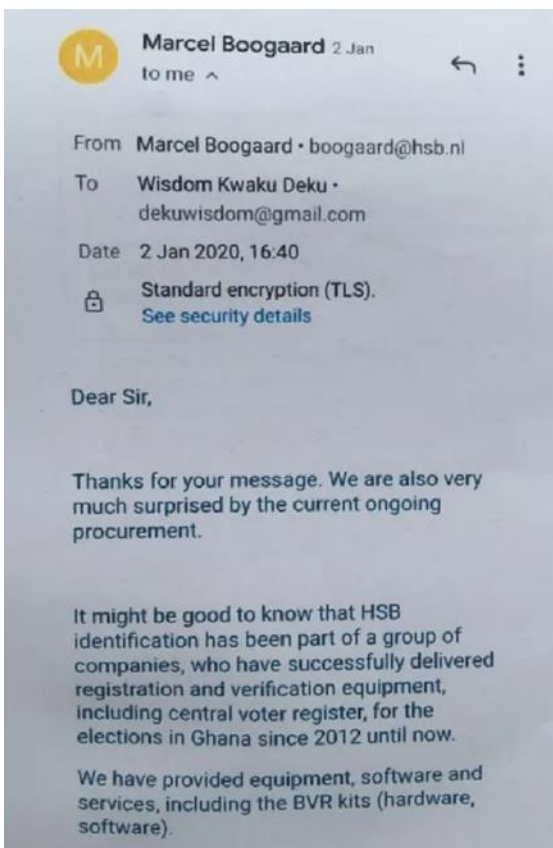 M
Marcel Boogaard 2 Jan
to me
From Marcel Boogaard • boogaard@hsb.nl
To Wisdom Kwaku Deku •
dekuwisdom@gmail.com
Date 2 Jan 2020, 16:40
Standard encryption (TLS).
See security details
Dear Sir,
Thanks for your message. We are also very
much surprised by the current ongoing
procurement.
It might be good to know that HSB
identification has been part of a group of
companies, who have successfully delivered
registration and verification equipment,
including central voter register, for the
elections in Ghana since 2012 until now.
We have provided equipment, software and
services, including the BVR kits (hardware,
software).